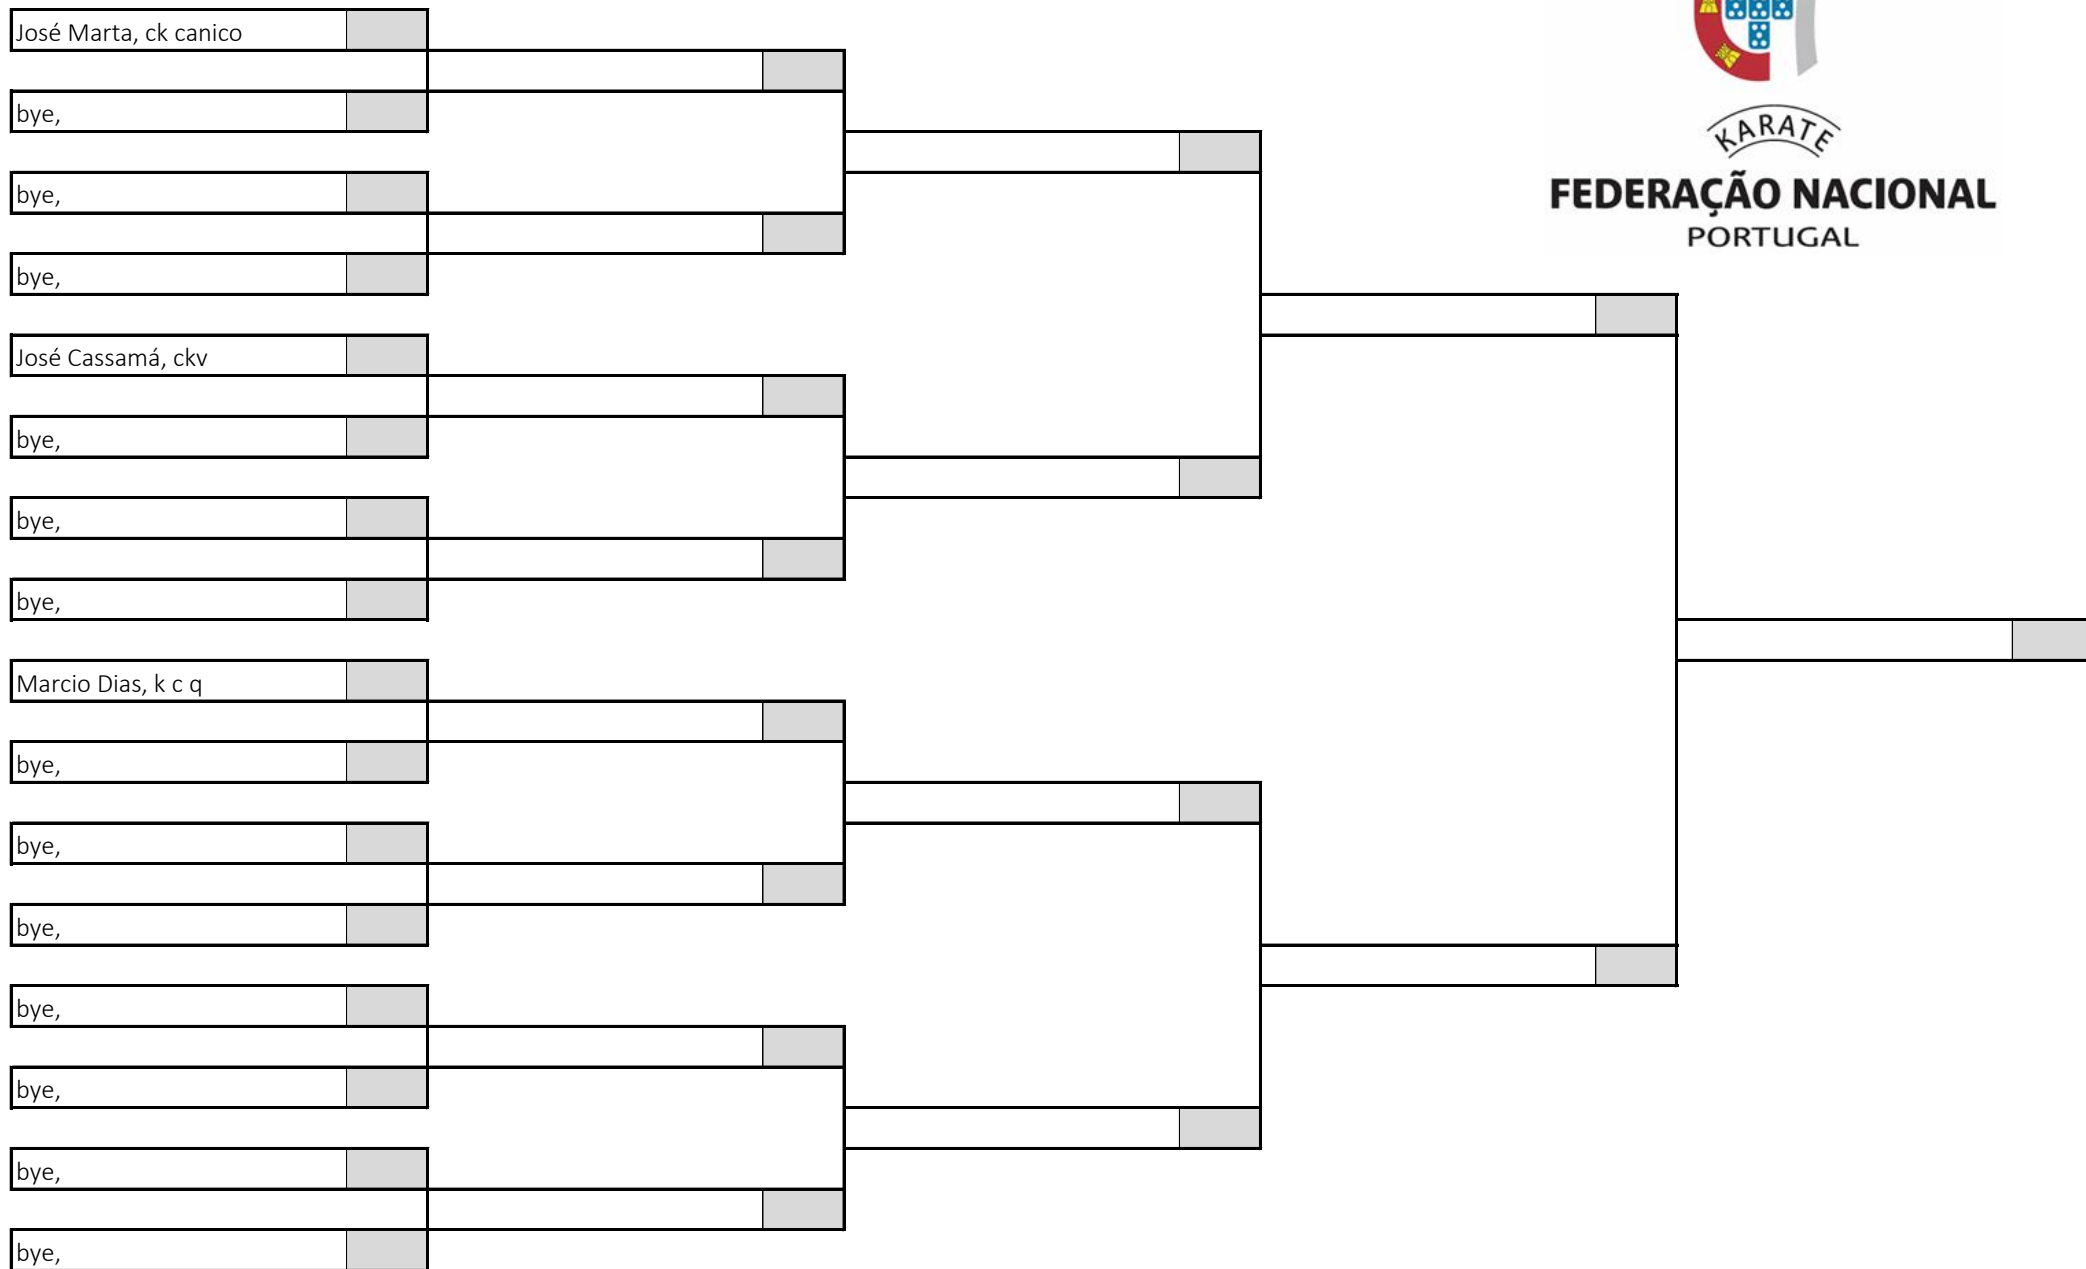 José Marta, ck canico
bye,
bye,
bye,
José Cassamá, ckv
bye,
bye,
bye,
Marcio Dias, k c q
bye,
bye,
bye,
bye,
bye,
bye,
bye,
KARATE
FEDERAÇÃO NACIONAL
PORTUGAL